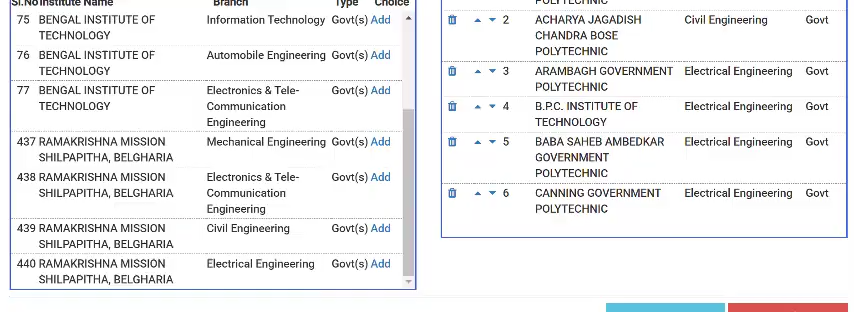 Sl.No Institute Name Branch Type Choice
75 BENGAL INSTITUTE OF Information Technology Govt(s) Add
TECHNOLOGY
76 BENGAL INSTITUTE OF Automobile Engineering Govt(s) Add
TECHNOLOGY
77 BENGAL INSTITUTE OF Electronics & Tele- Govt(s) Add
TECHNOLOGY Communication
Engineering
437 RAMAKRISHNA MISSION Mechanical Engineering Govt(s) Add
SHILPAPITHA, BELGHARIA
438 RAMAKRISHNA MISSION Electronics & Tele- Govt(s) Add
SHILPAPITHA, BELGHARIA Communication
Engineering
439 RAMAKRISHNA MISSION Civil Engineering Govt(s) Add
SHILPAPITHA, BELGHARIA
440 RAMAKRISHNA MISSION Electrical Engineering Govt(s) Add
SHILPAPITHA, BELGHARIA
POLYTECHNIC
2 ACHARYA JAGADISH Civil Engineering Govt
CHANDRA BOSE
POLYTECHNIC
3 ARAMBAGH GOVERNMENT Electrical Engineering Govt
POLYTECHNIC
4 B.P.C. INSTITUTE OF Electrical Engineering Govt
TECHNOLOGY
5 BABA SAHEB AMBEDKAR Electrical Engineering Govt
GOVERNMENT
POLYTECHNIC
6 CANNING GOVERNMENT Electrical Engineering Govt
POLYTECHNIC